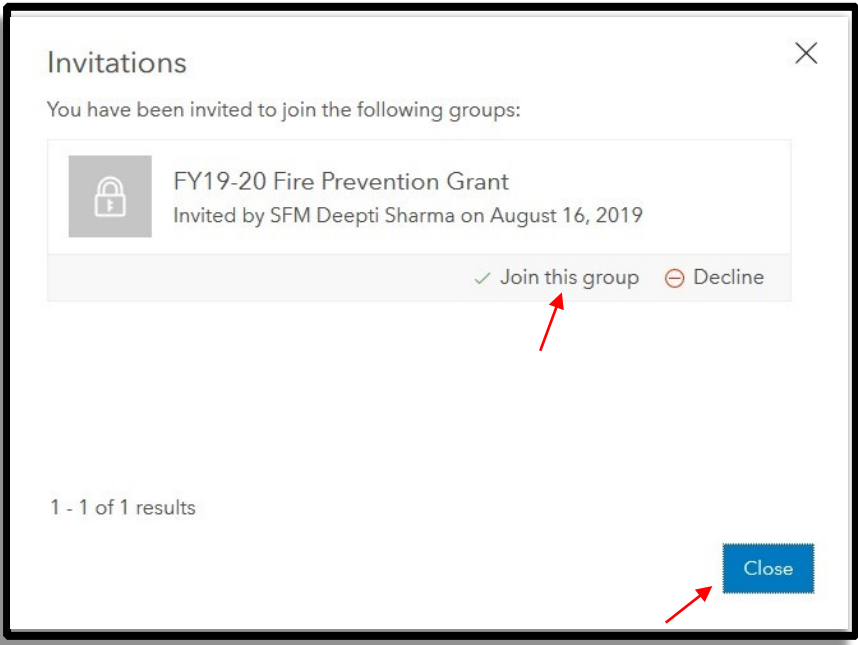 Invitations
You have been invited to join the following groups:
FY19-20 Fire Prevention Grant
Invited by SFM Deepti Sharma on August 16, 2019
Join this group Decline
1 - 1 of 1 results
Close